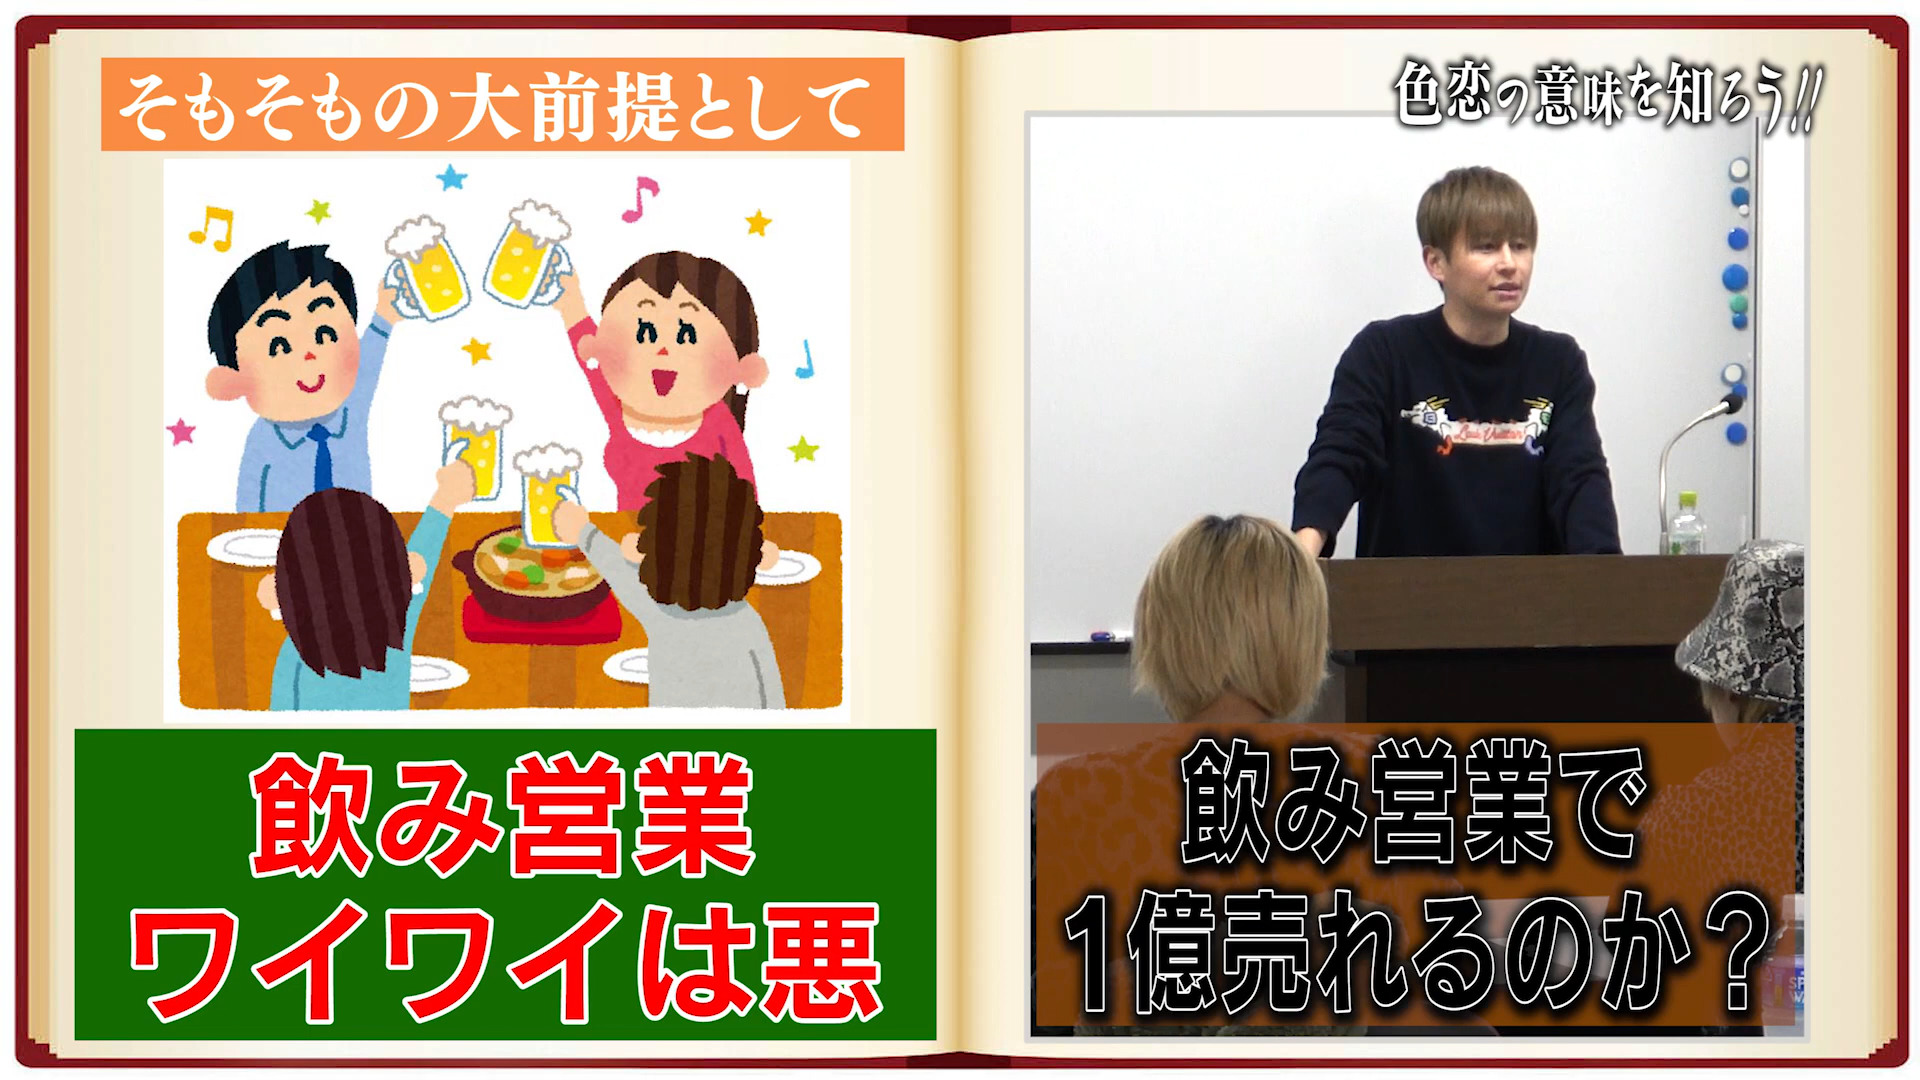 そもそもの大前提として
飲み営業
ワイワイは悪
色恋の意味を知ろう!!
飲み営業で
1億売れるのか？